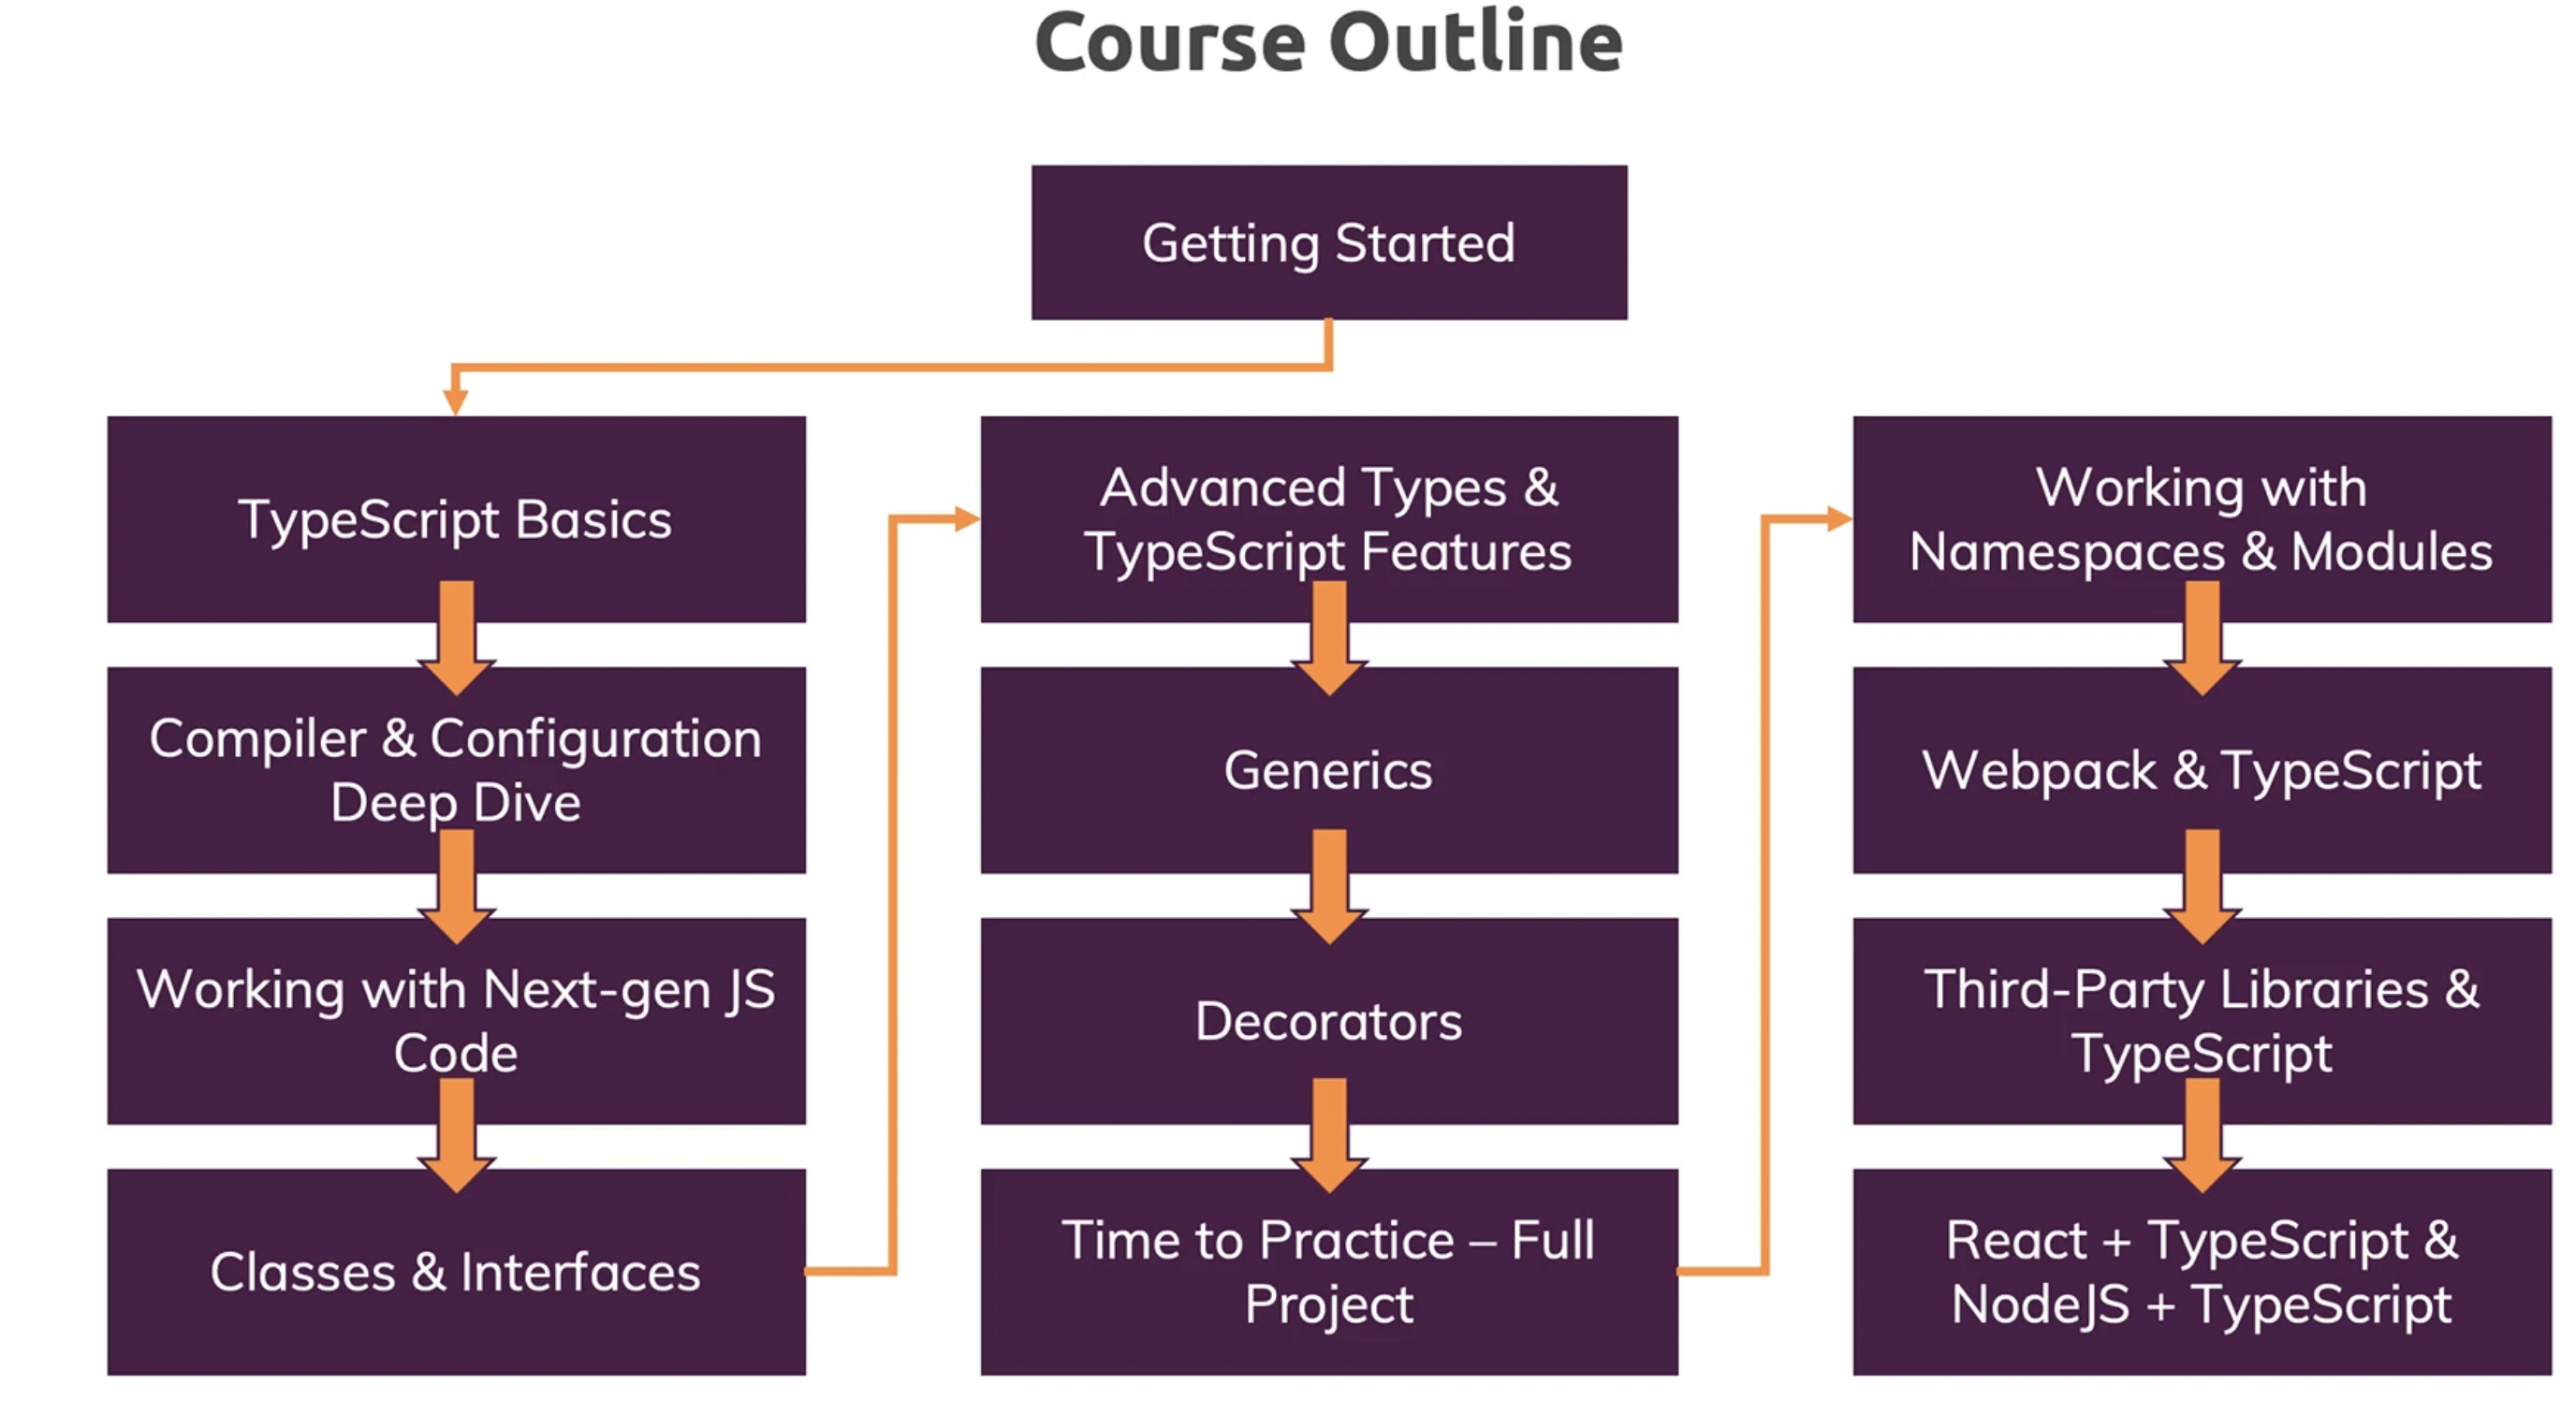 Course Outline
Getting Started
TypeScript Basics
Compiler & Configuration
Deep Dive
Working with Next-gen JS
Code
Classes & Interfaces
Advanced Types &
TypeScript Features
Generics
Decorators
Time to Practice – Full
Project
Working with
Namespaces & Modules
Webpack & TypeScript
Third-Party Libraries &
TypeScript
React + TypeScript &
NodeJS + TypeScript